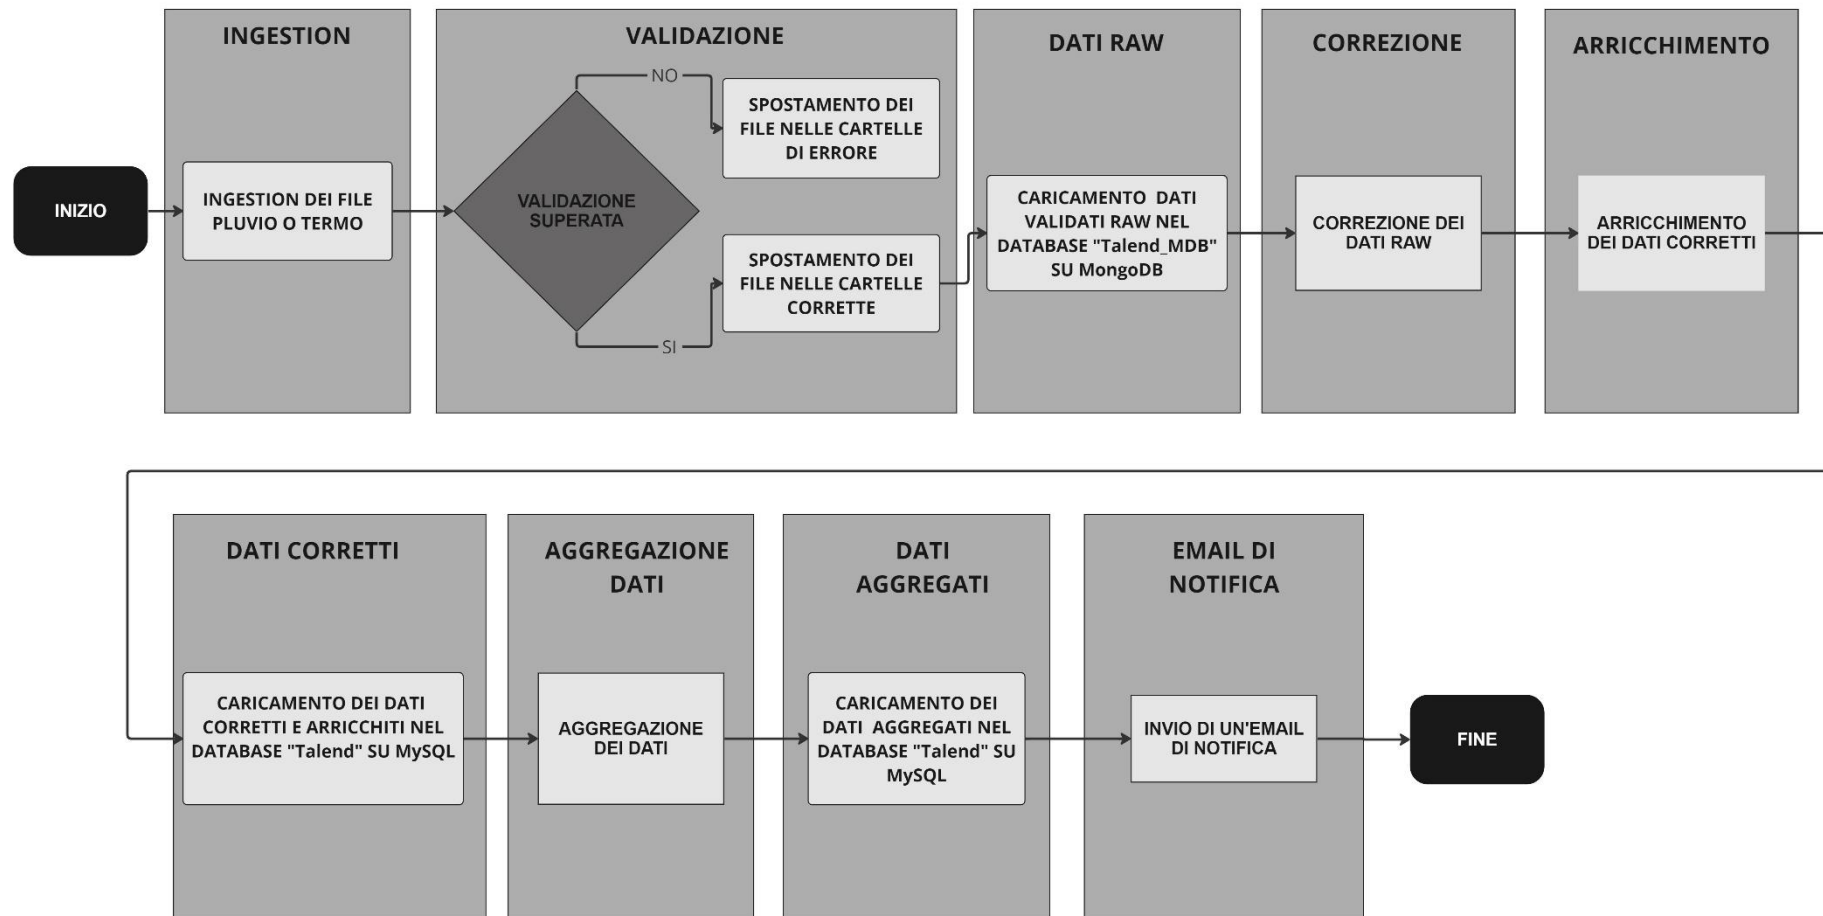 INGESTION
VALIDAZIONE
DATI RAW
CORREZIONE
ARRICCHIMENTO
INIZIO
INGESTION DEI FILE
PLUVIO O TERMO
VALIDAZIONE
SUPERATA
NO
SPOSTAMENTO DEI
FILE NELLE CARTELLE
DI ERRORE
SI
SPOSTAMENTO DEI
FILE NELLE CARTELLE
CORRETTE
CARICAMENTO DATI
VALIDATI RAW NEL
DATABASE "Talend_MDB"
SU MongoDB
CORREZIONE DEI
DATI RAW
ARRICCHIMENTO
DEI DATI CORRETTI
DATI CORRETTI
AGGREGAZIONE
DATI
DATI
AGGREGATI
EMAIL DI
NOTIFICA
CARICAMENTO DEI DATI
CORRETTI E ARRICCHITI NEL
DATABASE "Talend" SU MySQL
AGGREGAZIONE
DEI DATI
CARICAMENTO DEI
DATI AGGREGATI NEL
DATABASE "Talend" SU
MySQL
INVIO DI UN'EMAIL
DI NOTIFICA
FINE